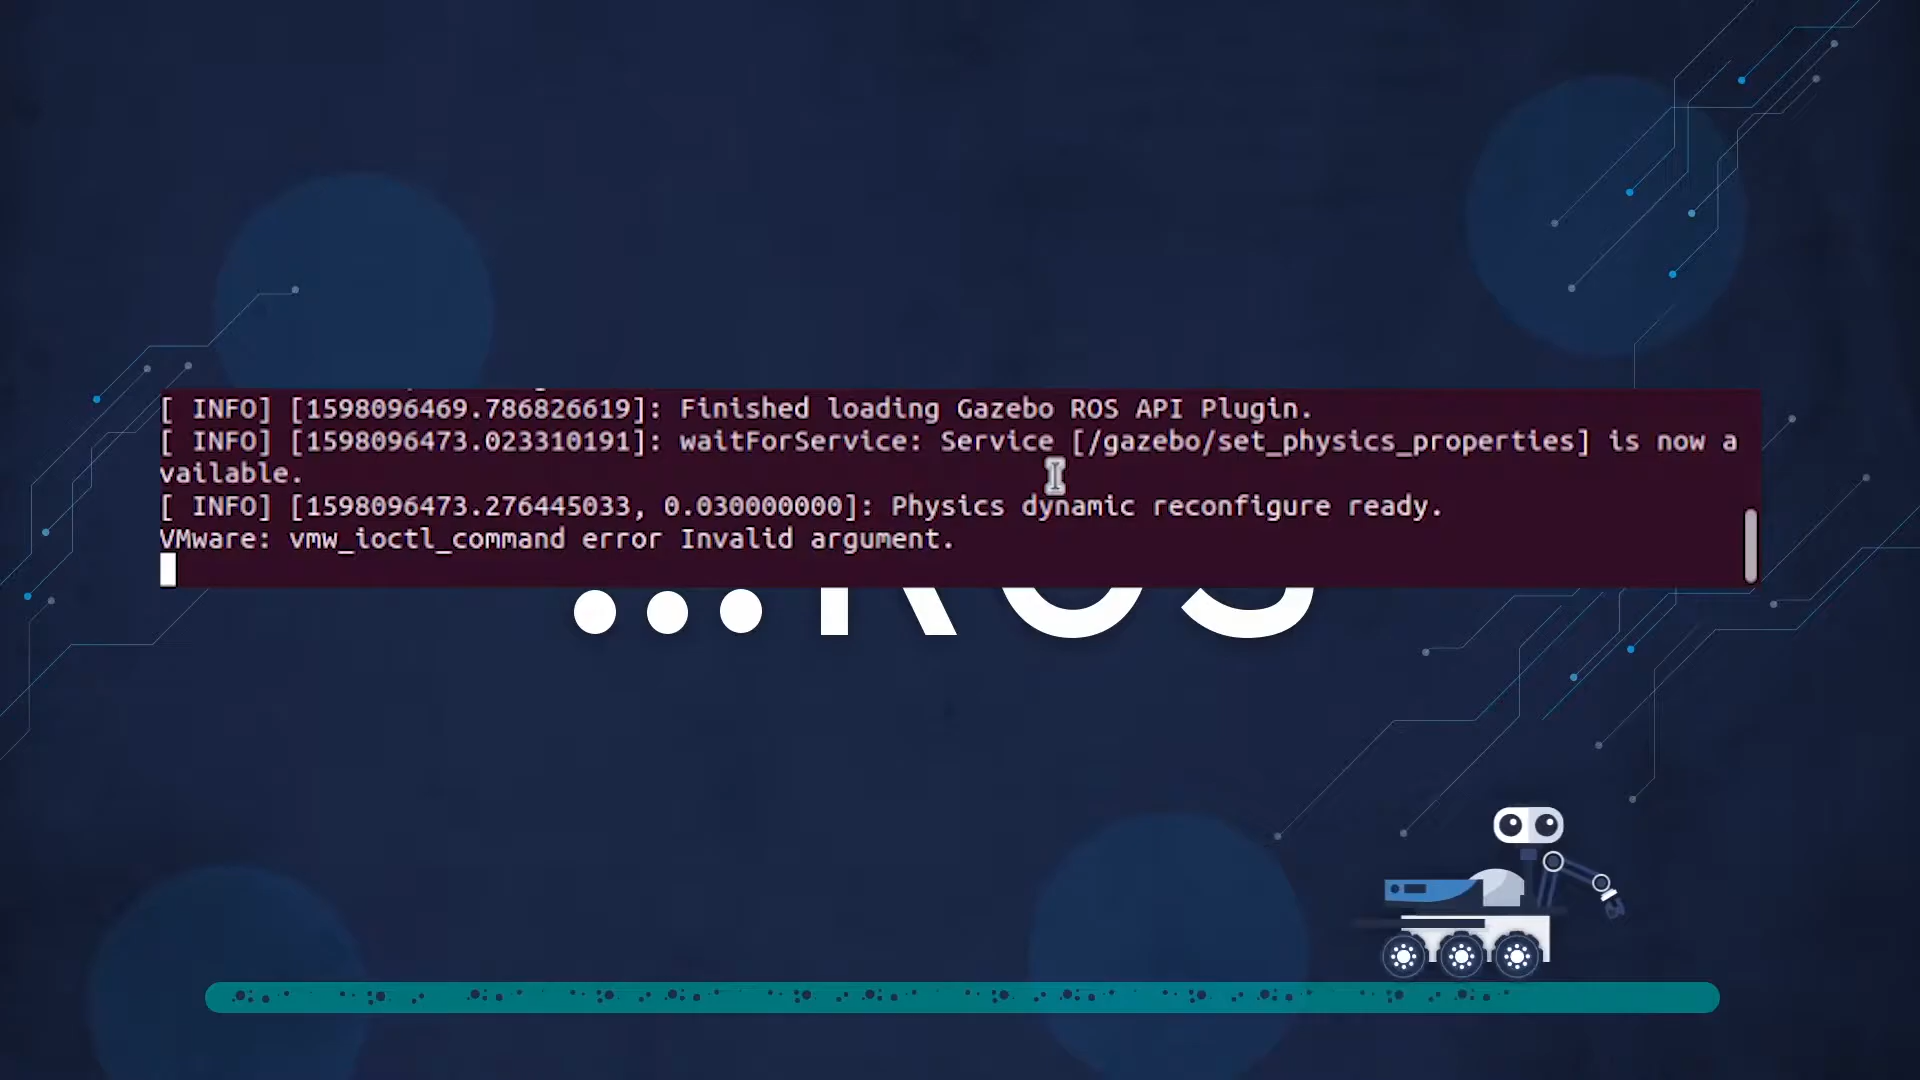 [ INFO] [1598096469.786826619]: Finished loading Gazebo ROS API Plugin.
[ INFO] [1598096473.023310191]: waitForService: Service [/gazebo/set_physics_properties] is now a
vailable.
[ INFO] [1598096473.276445033, 0.030000000]: Physics dynamic reconfigure ready.
VMware: vmw_ioctl_command error Invalid argument.
...ROS